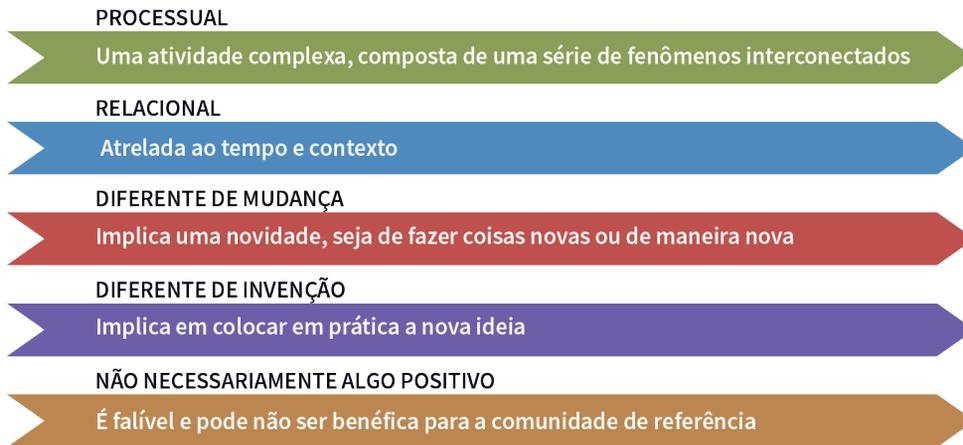 PROCESSUAL
Uma atividade complexa, composta de uma série de fenômenos interconectados
RELACIONAL
Atrelada ao tempo e contexto
DIFERENTE DE MUDANÇA
Implica uma novidade, seja de fazer coisas novas ou de maneira nova
DIFERENTE DE INVENÇÃO
Implica em colocar em prática a nova ideia
NÃO NECESSARIAMENTE ALGO POSITIVO
É falível e pode não ser benéfica para a comunidade de referência